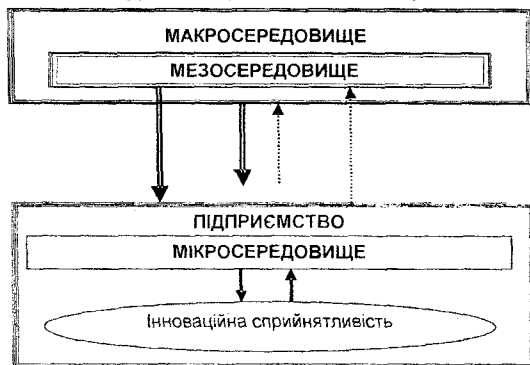 МАКРОСЕРЕДОВИЩЕ
МЕЗОСЕРЕДОВИЩЕ
ПІДПРИЄМСТВО
МІКРОСЕРЕДОВИЩЕ
Інноваційна сприйнятливість